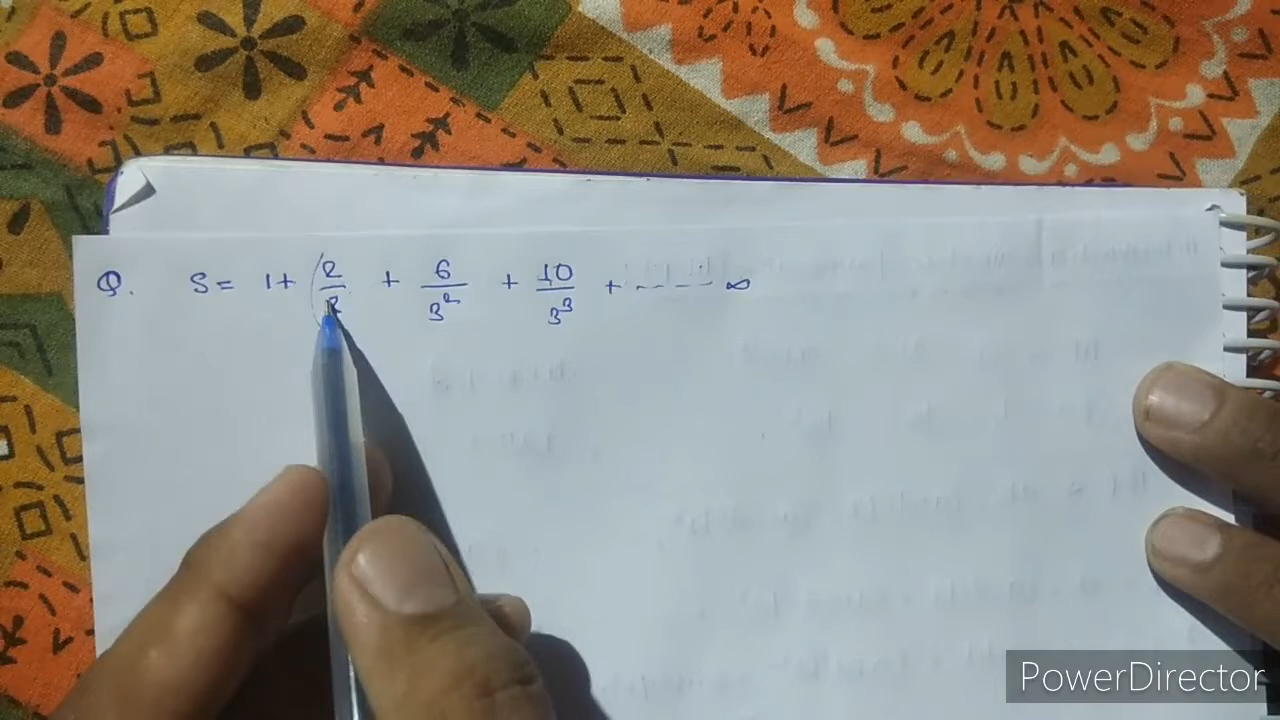 Q. S = 1 + 2/3 + 6/3² + 10/3³ + ---- ∞
PowerDirector